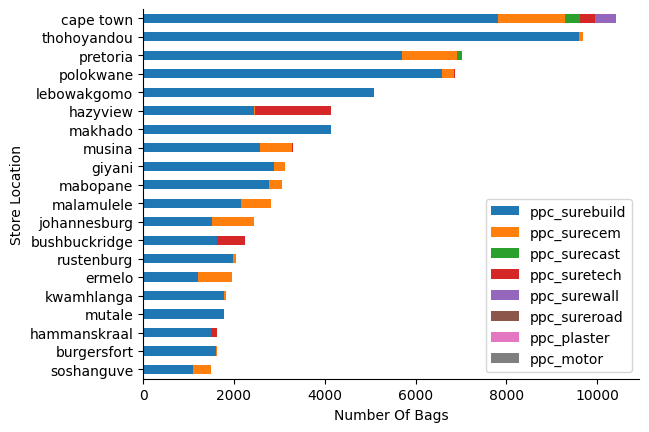 cape town
thohoyandou
pretoria
polokwane
lebowakgomo
hazyview
makhado
musina
giyani
mabopane
malamulele
johannesburg
bushbuckridge
rustenburg
ermelo
kwamhlanga
mutale
hammanskraal
burgersfort
soshanguve
Store Location
0 2000 4000 6000 8000 10000
Number Of Bags
ppc_surebuild
ppc_surecem
ppc_surecast
ppc_suretech
ppc_surewall
ppc_sureroad
ppc_plaster
ppc_motor